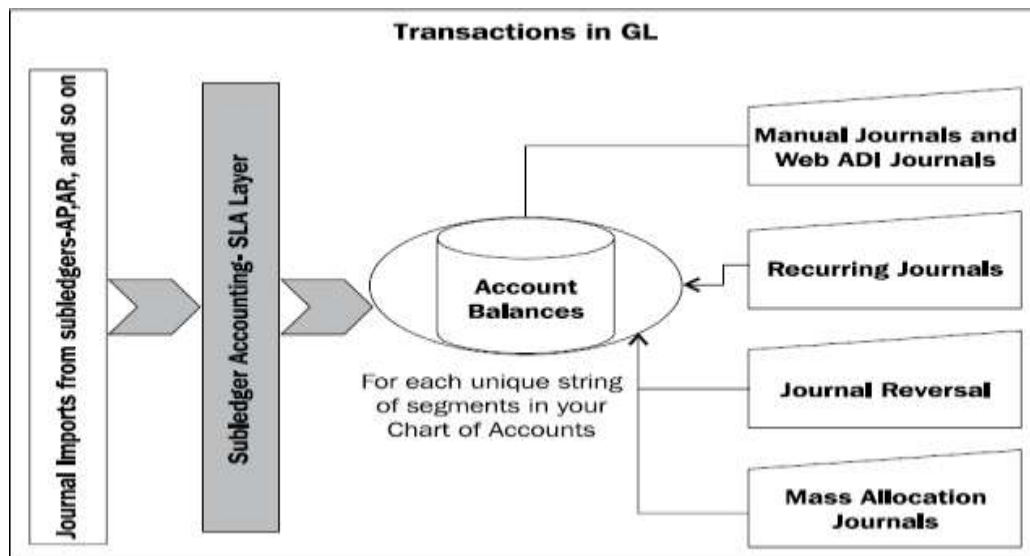 Transactions in GL
Journal Imports from subledgers-AP,AR, and so on
Subledger Accounting- SLA Layer
Account
Balances
For each unique string
of segments in your
Chart of Accounts
Manual Journals and
Web ADI Journals
Recurring Journals
Journal Reversal
Mass Allocation
Journals